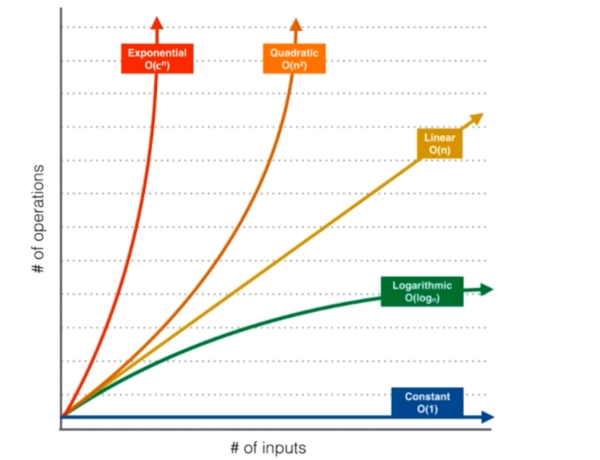 Exponential
O(cⁿ)
Quadratic
O(n²)
Linear
O(n)
Logarithmic
O(logₙ)
Constant
O(1)
# of operations
# of inputs